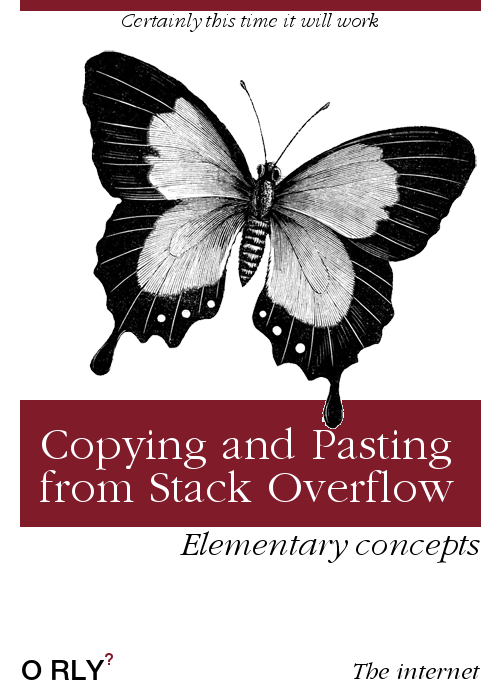 Certainly this time it will work
Copying and Pasting
from Stack Overflow
Elementary concepts
O RLY?
The internet